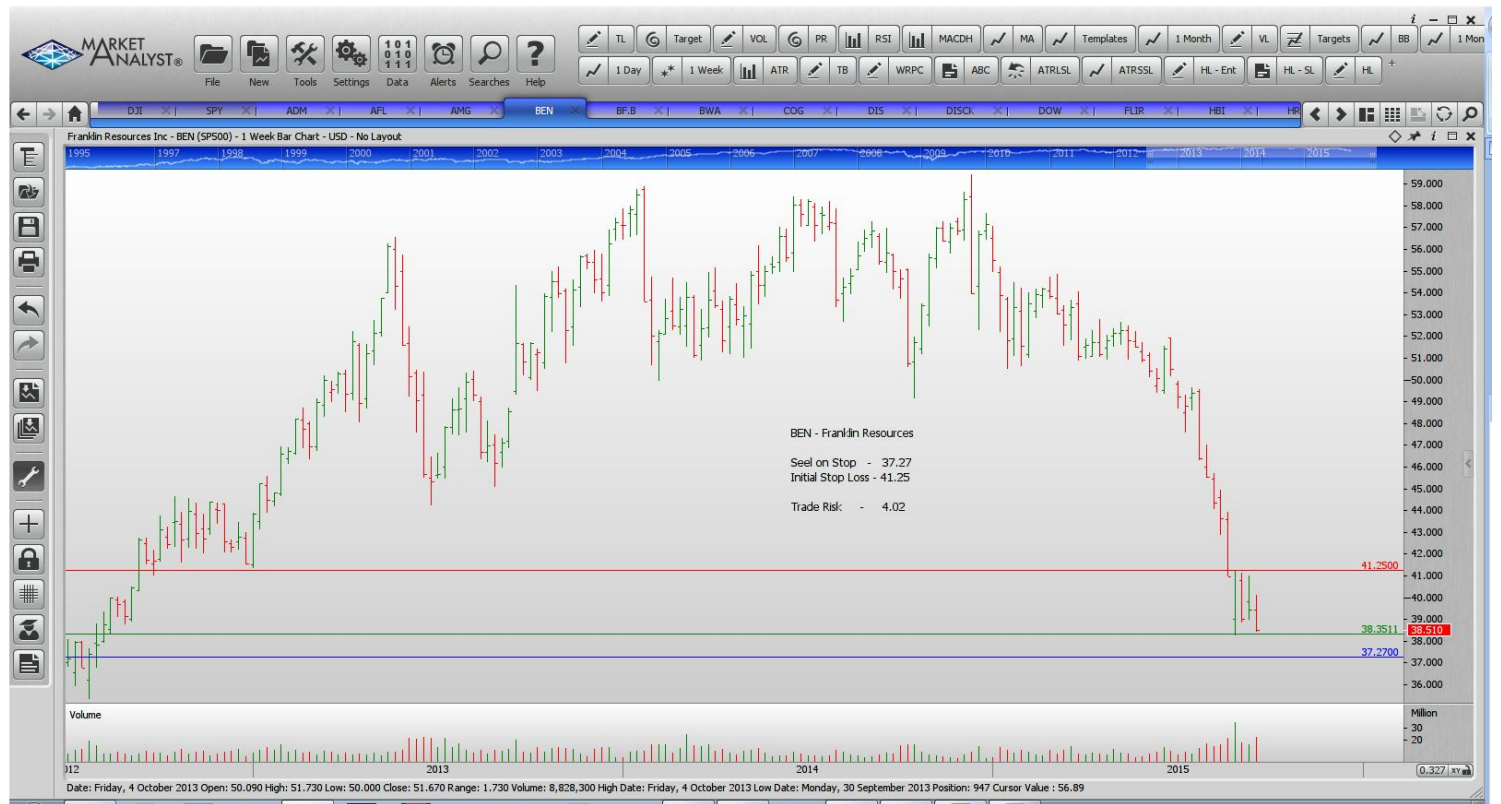 i
MARKET ANALYST®
File New Tools Settings Data Alerts Searches Help
TL Target VOL PR RSI MACDH MA Templates 1 Month VL Targets BB 1 Mon
1 Day 1 Week ATR TB WRPC ABC ATRLSL ATRSSL HL - Ent HL - SL HL +
DJI SPY ADM AFL AMG BEN BF.B BWA COG DIS DISCK DOW FLIR HBI HR
Franklin Resources Inc - BEN (SP500) - 1 Week Bar Chart - USD - No Layout
1995 1997 1998 1999 2000 2001 2002 2003 2004 2005 2006 2007 2008 2009 2010 2011 2012 2013 2014 2015
59.000
58.000
57.000
56.000
55.000
54.000
53.000
52.000
51.000
50.000
49.000
48.000
47.000
46.000
45.000
44.000
43.000
42.000
41.000
40.000
39.000
38.000
37.000
36.000
BEN - Franklin Resources
Seel on Stop - 37.27
Initial Stop Loss - 41.25
Trade Risk - 4.02
41.2500
38.3511
38.510
37.2700
Volume
Million
30
20
)12 2013 2014 2015
0.327 XY
Date: Friday, 4 October 2013 Open: 50.090 High: 51.730 Low: 50.000 Close: 51.670 Range: 1.730 Volume: 8,828,300 High Date: Friday, 4 October 2013 Low Date: Monday, 30 September 2013 Position: 947 Cursor Value : 56.89